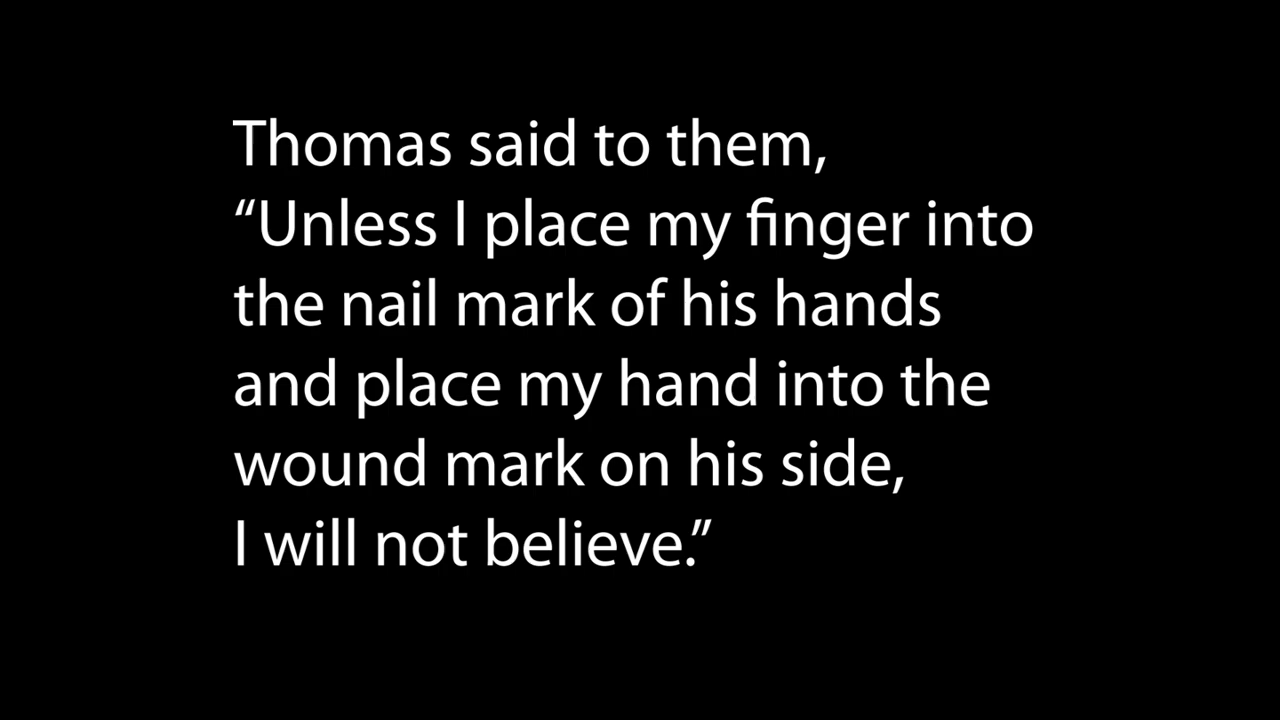 Thomas said to them,
“Unless I place my finger into
the nail mark of his hands
and place my hand into the
wound mark on his side,
I will not believe.”